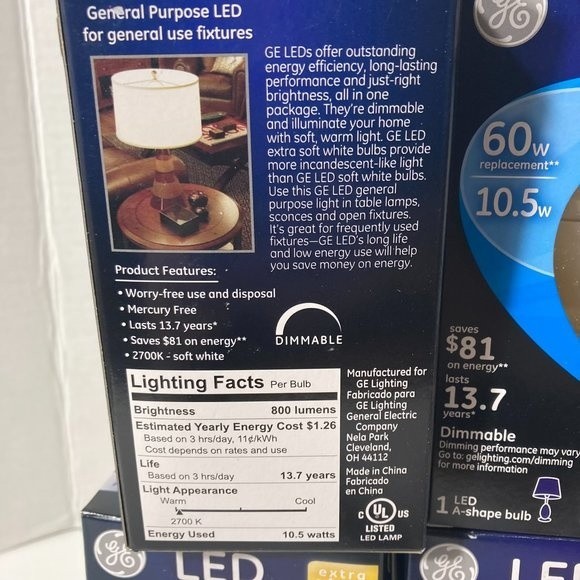 General Purpose LED
for general use fixtures
GE LEDs offer outstanding
energy efficiency, long-lasting
performance and just-right
brightness, all in one
package. They're dimmable
and illuminate your home
with soft, warm light. GE LED
extra soft white bulbs provide
more incandescent-like light
than GE LED soft white bulbs.
Use this GE LED general
purpose light in table lamps,
sconces and open fixtures.
It's great for frequently used
fixtures—GE LED's long life
and low energy use will help
you save money on energy.
Product Features:
• Worry-free use and disposal
• Mercury Free
• Lasts 13.7 years*
• Saves $81 on energy**
• 2700K - soft white
DIMMABLE
Lighting Facts Per Bulb
Brightness 800 lumens
Estimated Yearly Energy Cost $1.26
Based on 3 hrs/day, 11¢/kWh
Cost depends on rates and use
Life
Based on 3 hrs/day 13.7 years
Light Appearance
Warm Cool
2700 K
Energy Used 10.5 watts
Manufactured for
GE Lighting
Fabricado para
GE Lighting
General Electric
Company
Nela Park
Cleveland,
OH 44112
Made in China
Fabricado
en China
c UL US
LISTED
LED LAMP
GE
60w
replacement**
10.5w
saves
$81
on energy**
lasts
13.7
years*
Dimmable
Dimming performance may vary
Go to: gelighting.com/dimming
for more information
1 LED
A-shape bulb
GE
LED
extra
GE